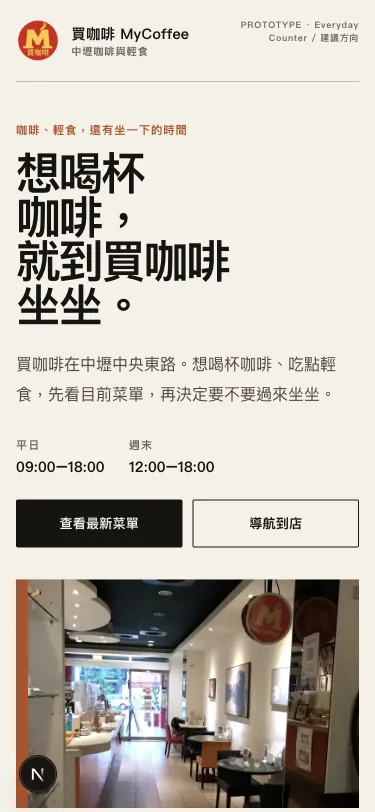 M
買咖啡
買咖啡 MyCoffee
中壢咖啡與輕食
PROTOTYPE · Everyday
Counter / 建議方向
咖啡、輕食，還有坐一下的時間
想喝杯
咖啡，
就到買咖啡
坐坐。
買咖啡在中壢中央東路。想喝杯咖啡、吃點輕
食，先看目前菜單，再決定要不要過來坐坐。
平日
週末
09:00–18:00
12:00–18:00
查看最新菜單
導航到店
M
N